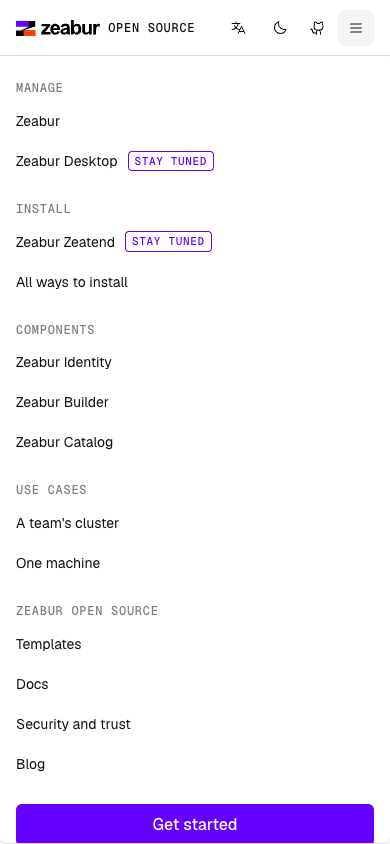 zeabur OPEN SOURCE
MANAGE
Zeabur
Zeabur Desktop STAY TUNED
INSTALL
Zeabur Zeatend STAY TUNED
All ways to install
COMPONENTS
Zeabur Identity
Zeabur Builder
Zeabur Catalog
USE CASES
A team's cluster
One machine
ZEABUR OPEN SOURCE
Templates
Docs
Security and trust
Blog
Get started